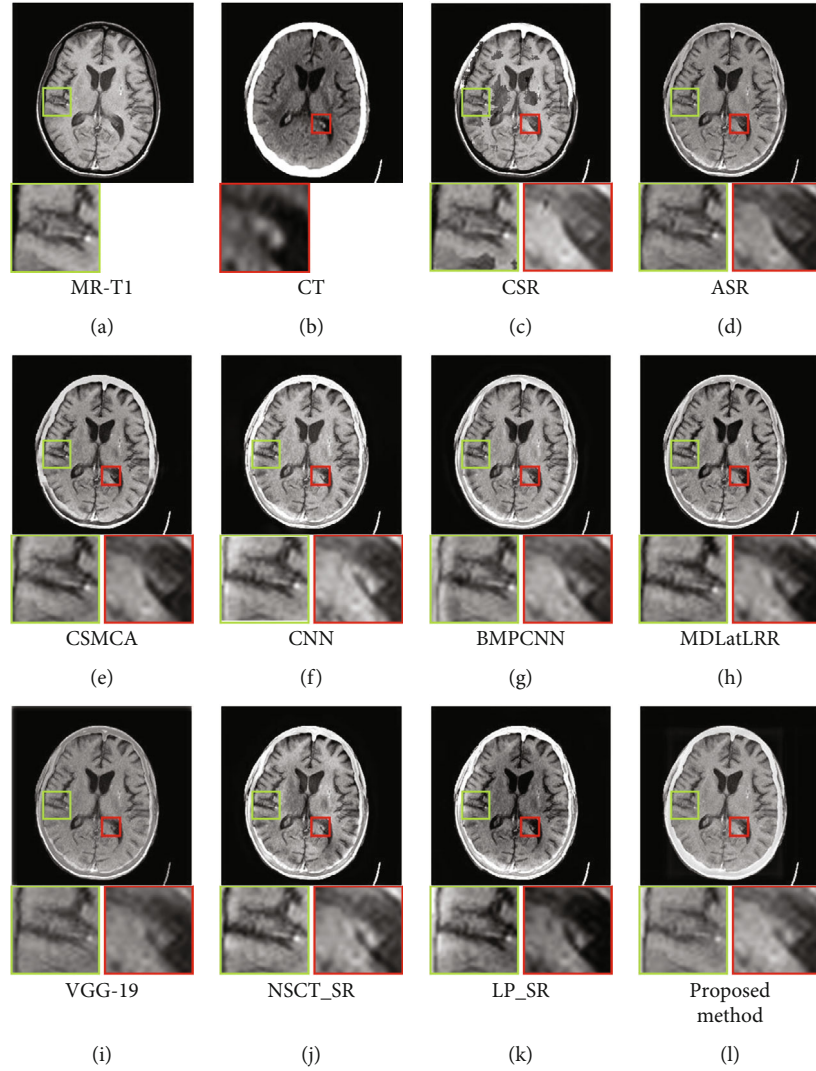 MR-T1
CT
CSR
ASR
(a)
(b)
(c)
(d)
CSMCA
CNN
BMPCNN
MDLatLRR
(e)
(f)
(g)
(h)
VGG-19
NSCT_SR
LP_SR
Proposed
method
(i)
(j)
(k)
(l)